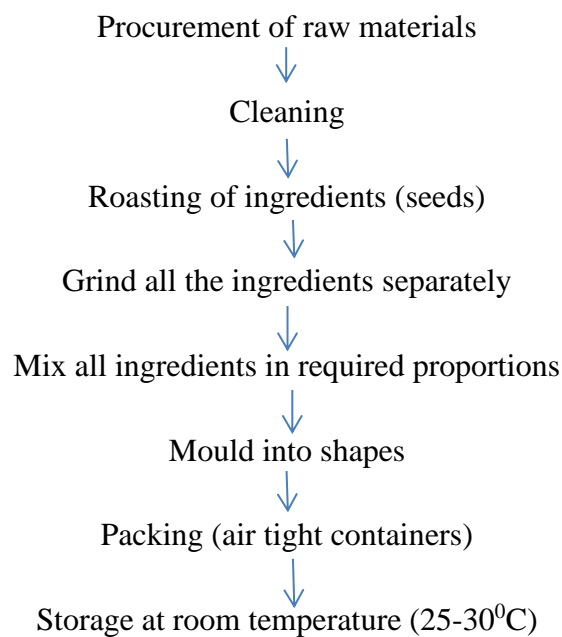 Procurement of raw materials
Cleaning
Roasting of ingredients (seeds)
Grind all the ingredients separately
Mix all ingredients in required proportions
Mould into shapes
Packing (air tight containers)
Storage at room temperature (25-30⁰C)